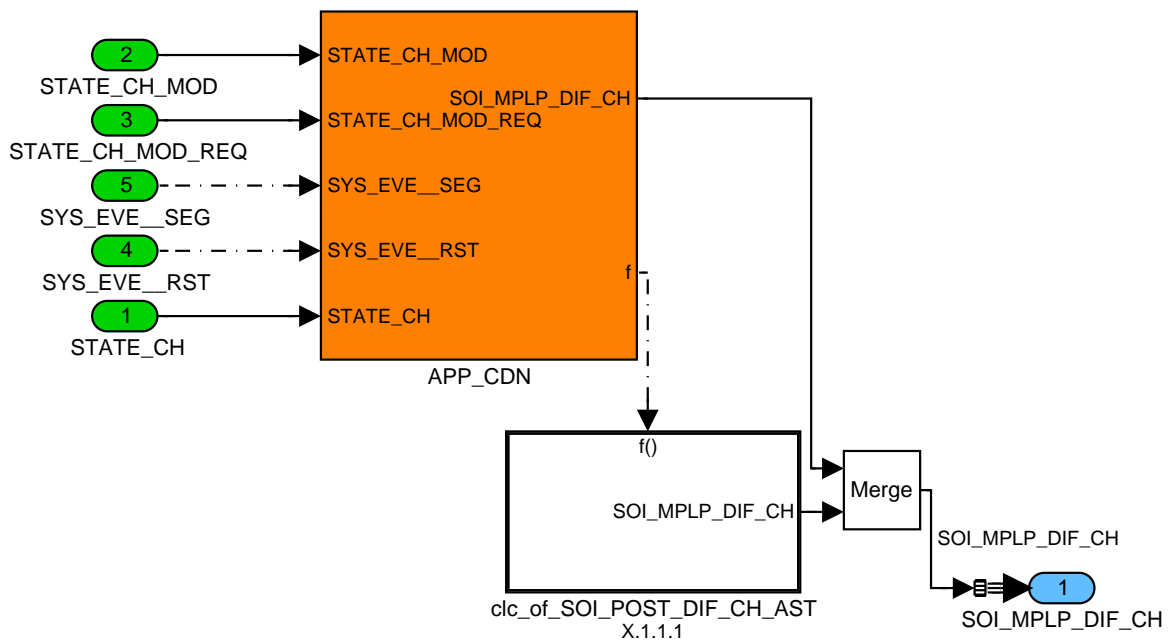 2
STATE_CH_MOD
3
STATE_CH_MOD_REQ
5
SYS_EVE__SEG
4
SYS_EVE__RST
1
STATE_CH
STATE_CH_MOD
SOI_MPLP_DIF_CH
STATE_CH_MOD_REQ
SYS_EVE__SEG
SYS_EVE__RST
f
STATE_CH
APP_CDN
f()
SOI_MPLP_DIF_CH
clc_of_SOI_POST_DIF_CH_AST
X.1.1.1
Merge
SOI_MPLP_DIF_CH
1
SOI_MPLP_DIF_CH